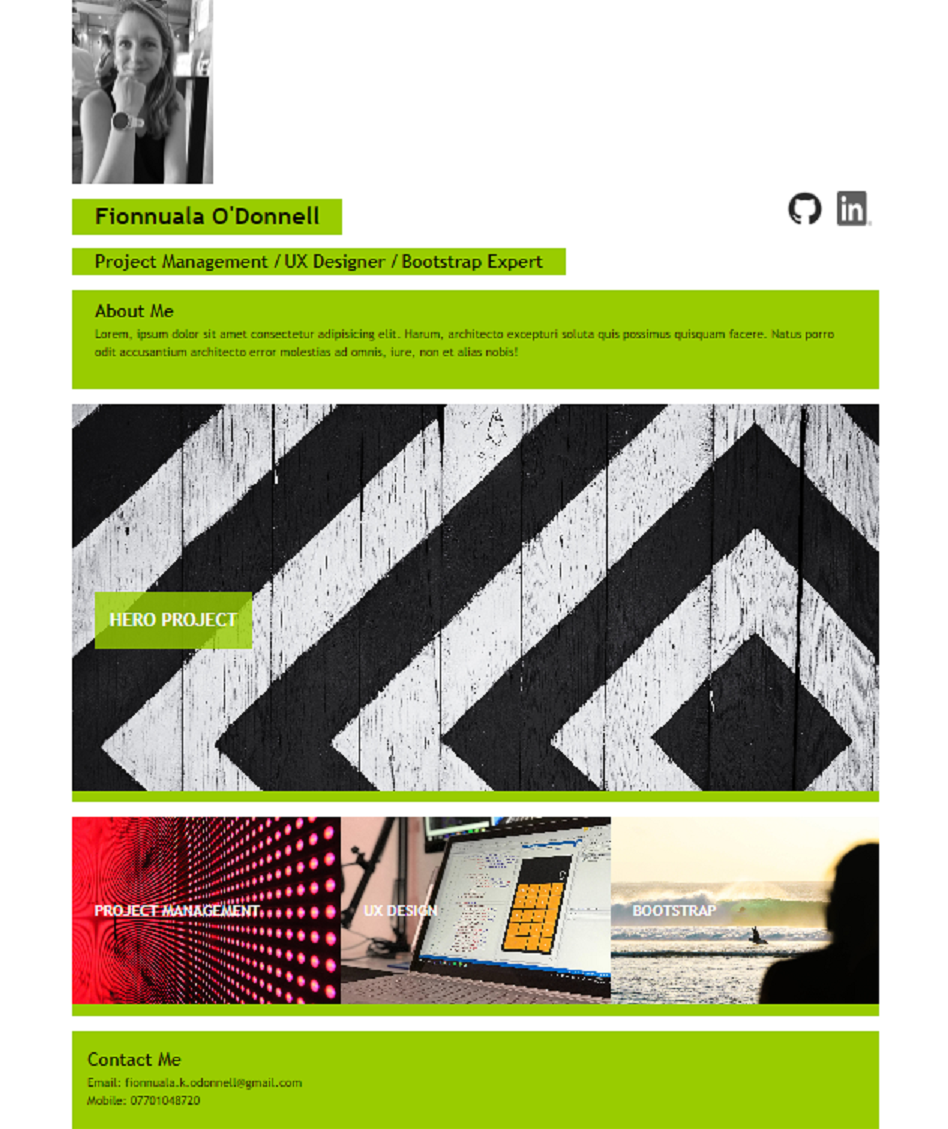 Fionnuala O'Donnell
in
Project Management / UX Designer / Bootstrap Expert
About Me
Lorem, ipsum dolor sit amet consectetur adipisicing elit. Harum, architecto excepturi soluta quis possimus quisquam facere. Natus porro
odit accusantium architecto error molestias ad omnis, iure, non et alias nobis!
HERO PROJECT
PROJECT MANAGEMENT
UX DESIGN
BOOTSTRAP
Contact Me
Email: fionnuala.k.odonnell@gmail.com
Mobile: 07701048720